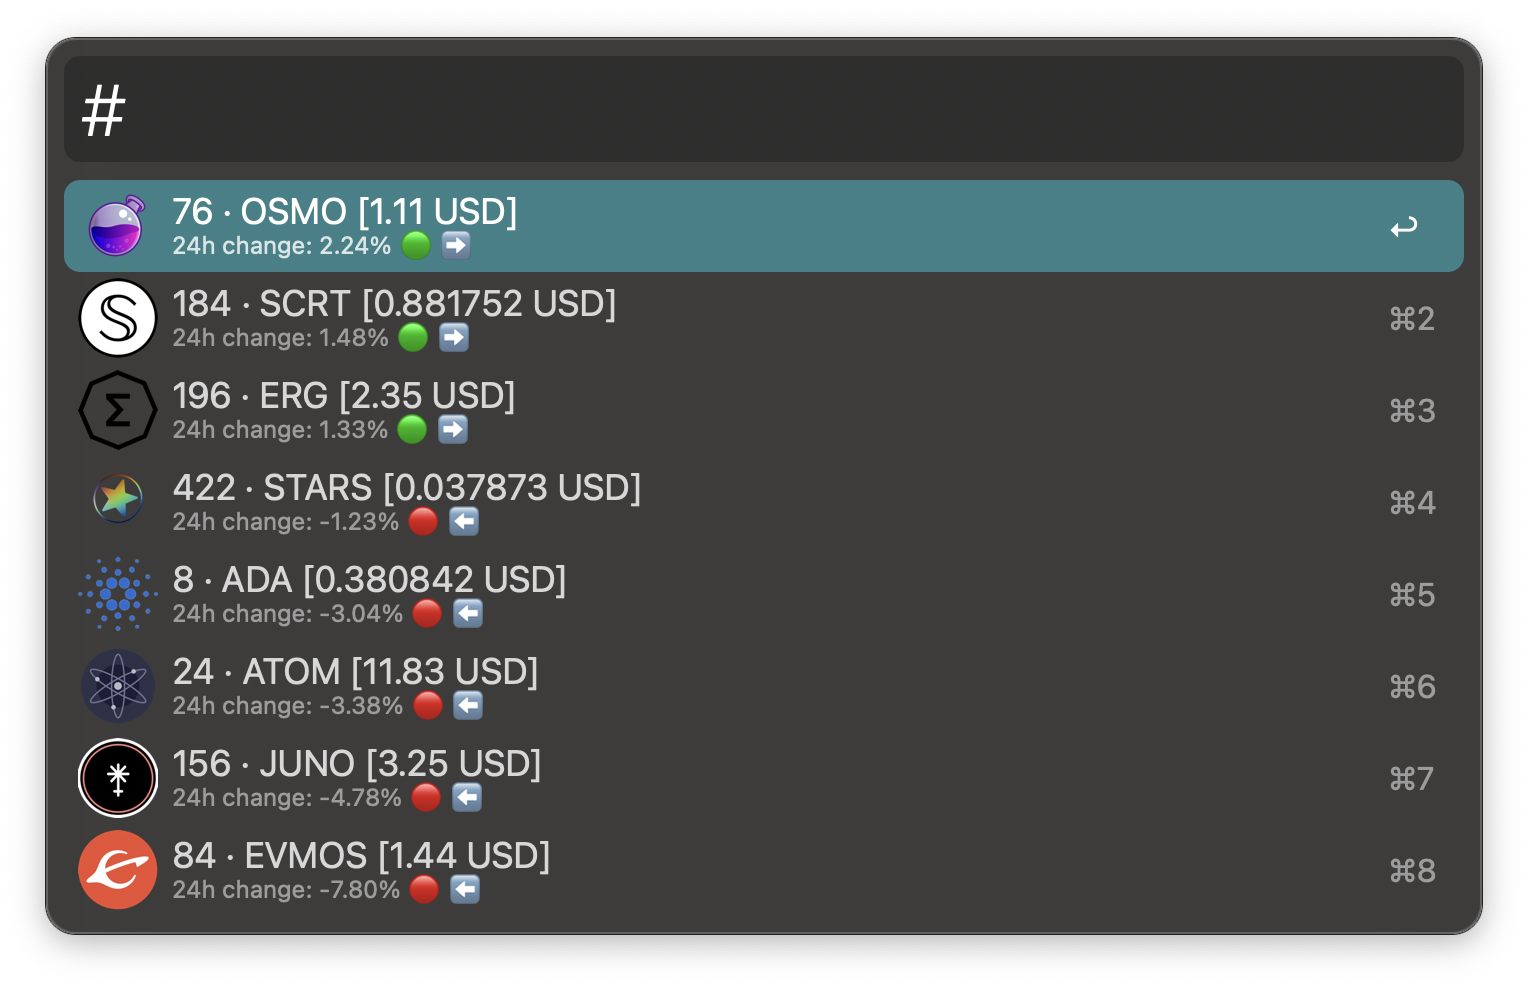 #
76 · OSMO [1.11 USD]
24h change: 2.24% 🟢 ➡️
184 · SCRT [0.881752 USD]
24h change: 1.48% 🟢 ➡️
⌘2
196 · ERG [2.35 USD]
24h change: 1.33% 🟢 ➡️
⌘3
422 · STARS [0.037873 USD]
24h change: -1.23% 🔴 ⬅️
⌘4
8 · ADA [0.380842 USD]
24h change: -3.04% 🔴 ⬅️
⌘5
24 · ATOM [11.83 USD]
24h change: -3.38% 🔴 ⬅️
⌘6
156 · JUNO [3.25 USD]
24h change: -4.78% 🔴 ⬅️
⌘7
84 · EVMOS [1.44 USD]
24h change: -7.80% 🔴 ⬅️
⌘8